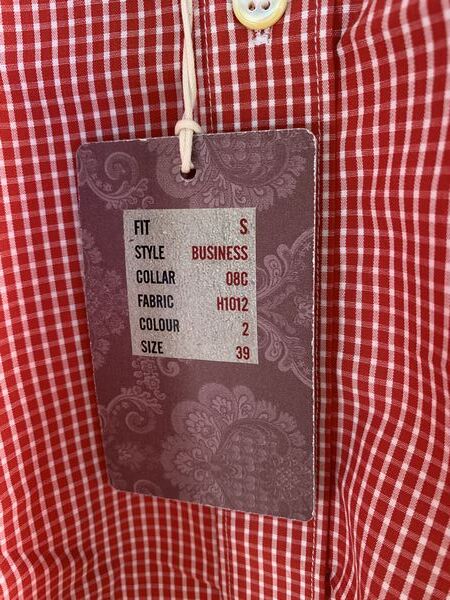 FIT S
STYLE BUSINESS
COLLAR 08C
FABRIC H1012
COLOUR 2
SIZE 39